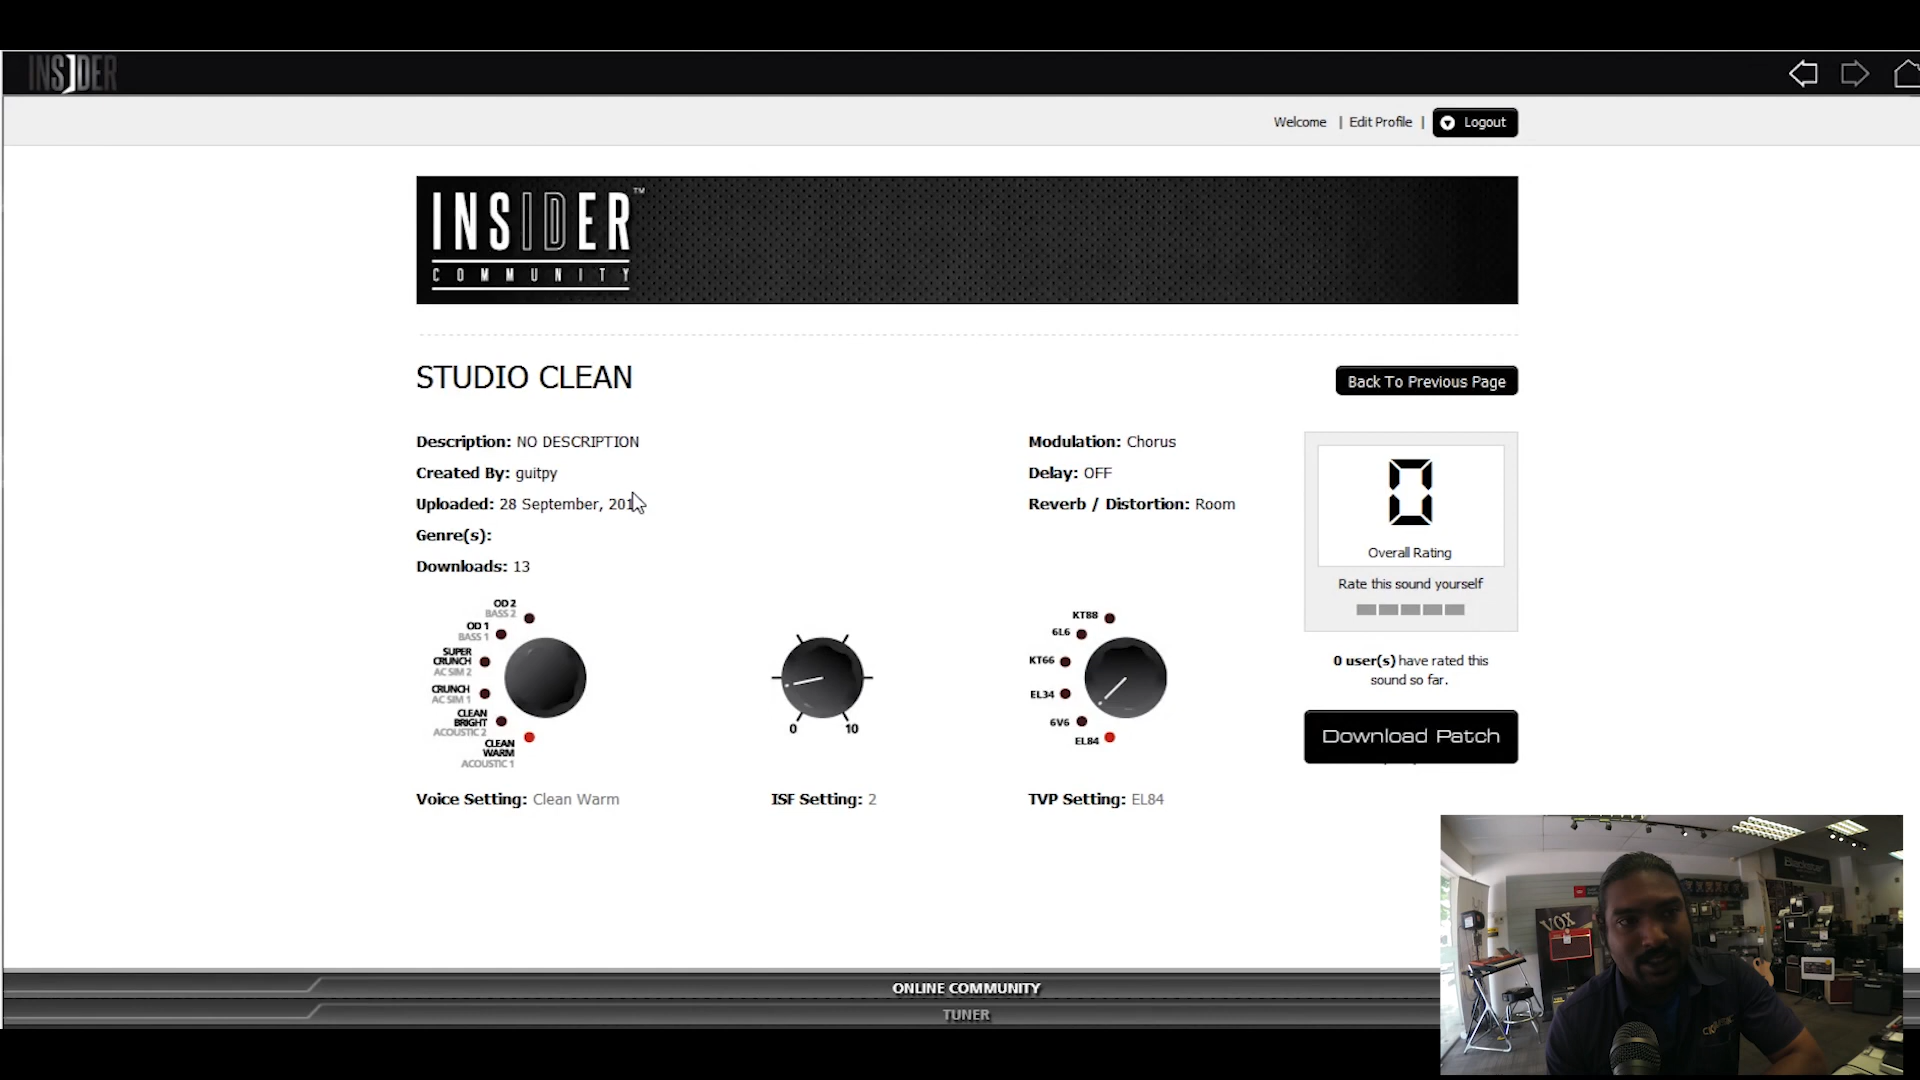 INSIDER
Welcome | Edit Profile | Logout
INSIDER™
COMMUNITY
STUDIO CLEAN
Back To Previous Page
Description: NO DESCRIPTION
Created By: guitpy
Uploaded: 28 September, 201
Genre(s):
Downloads: 13
Modulation: Chorus
Delay: OFF
Reverb / Distortion: Room
0
Overall Rating
Rate this sound yourself
0 user(s) have rated this
sound so far.
Download Patch
OD 2
BASS 2
OD 1
BASS 1
SUPER
CRUNCH
AC SIM 2
CRUNCH
AC SIM 1
CLEAN
BRIGHT
ACOUSTIC 2
CLEAN
WARM
ACOUSTIC 1
0 10
KT88
6L6
KT66
EL34
6V6
EL84
Voice Setting: Clean Warm
ISF Setting: 2
TVP Setting: EL84
ONLINE COMMUNITY
TUNER
VOX
Blackstar